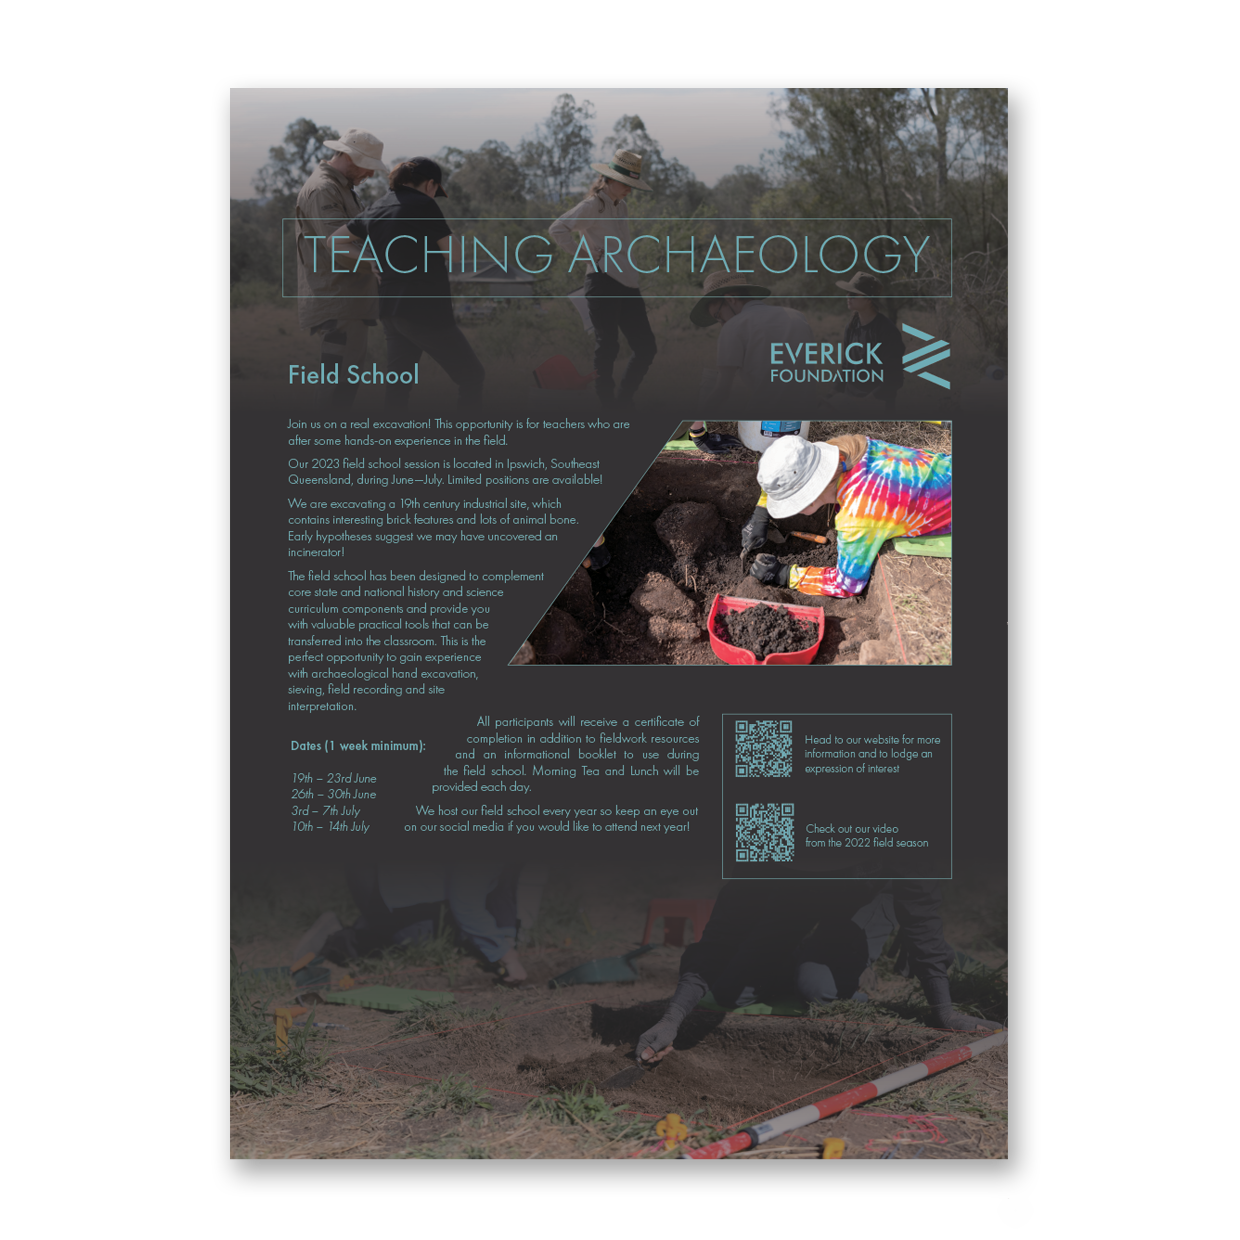 TEACHING ARCHAEOLOGY
EVERICK
FOUNDATION
Field School
Join us on a real excavation! This opportunity is for teachers who are
after some hands-on experience in the field.
Our 2023 field school session is located in Ipswich, Southeast
Queensland, during June—July. Limited positions are available!
We are excavating a 19th century industrial site, which
contains interesting brick features and lots of animal bone.
Early hypotheses suggest we may have uncovered an
incinerator!
The field school has been designed to complement
core state and national history and science
curriculum components and provide you
with valuable practical tools that can be
transferred into the classroom. This is the
perfect opportunity to gain experience
with archaeological hand excavation,
sieving, field recording and site
interpretation.
Dates (1 week minimum):
19th – 23rd June
26th – 30th June
3rd – 7th July
10th – 14th July
All participants will receive a certificate of
completion in addition to fieldwork resources
and an informational booklet to use during
the field school. Morning Tea and Lunch will be
provided each day.
We host our field school every year so keep an eye out
on our social media if you would like to attend next year!
Head to our website for more
information and to lodge an
expression of interest
Check out our video
from the 2022 field season